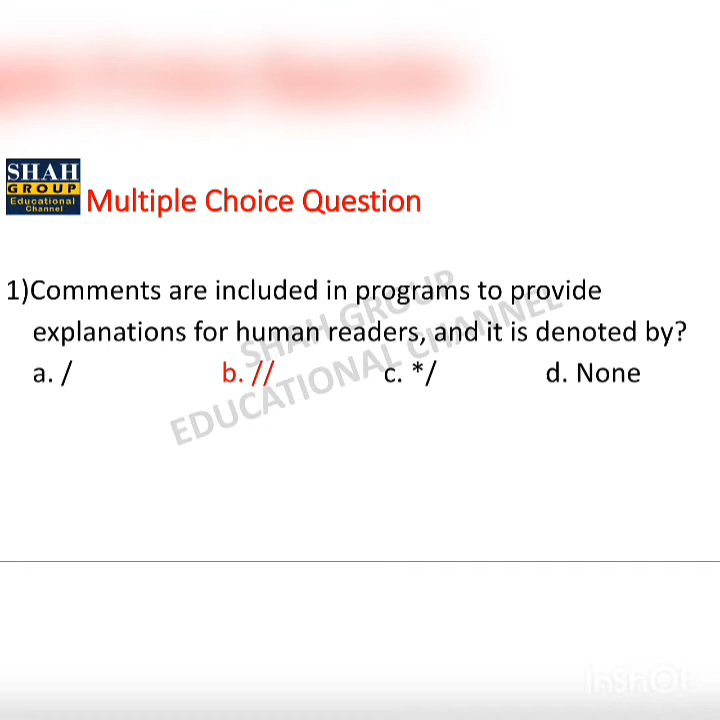 SHAH
GROUP
Educational
Channel
Multiple Choice Question
1)Comments are included in programs to provide
explanations for human readers, and it is denoted by?
a. / b. // c. */ d. None
SHAH GROUP
EDUCATIONAL CHANNEL
InShOt